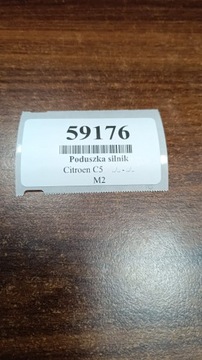 59176
Poduszka silnik
Citroen C5
M2